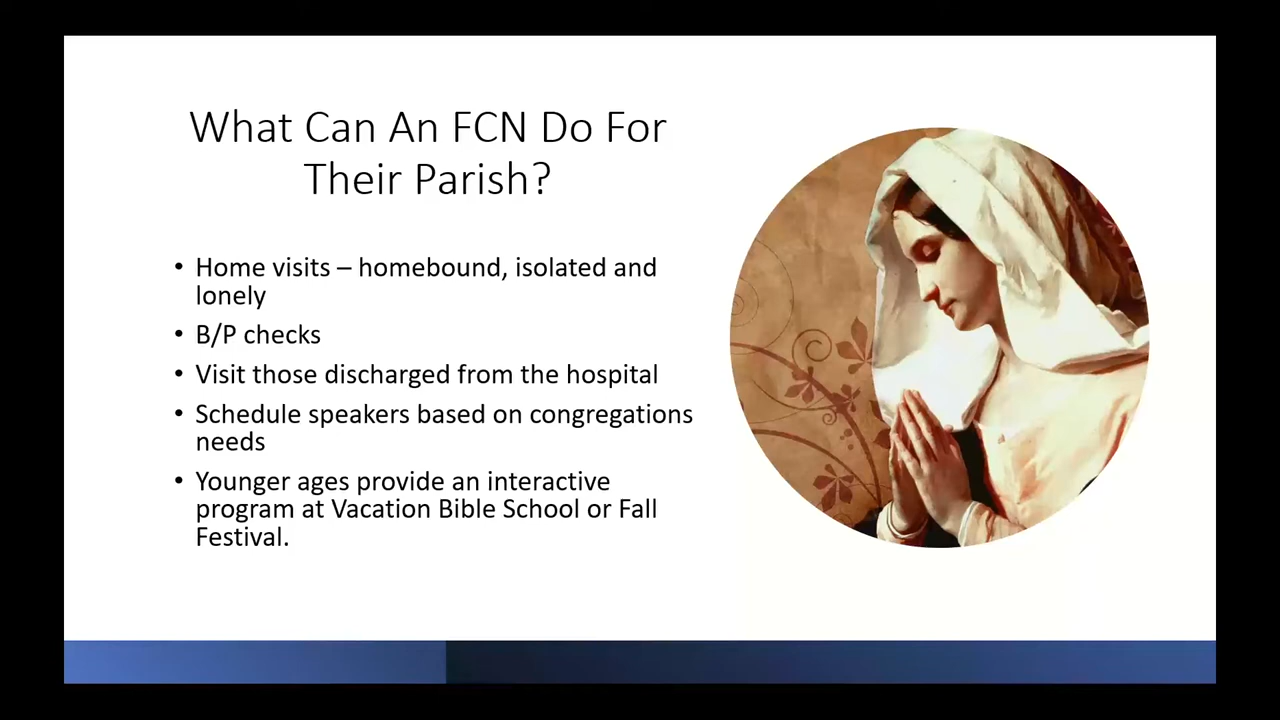 What Can An FCN Do For
Their Parish?
• Home visits – homebound, isolated and
lonely
• B/P checks
• Visit those discharged from the hospital
• Schedule speakers based on congregations
needs
• Younger ages provide an interactive
program at Vacation Bible School or Fall
Festival.